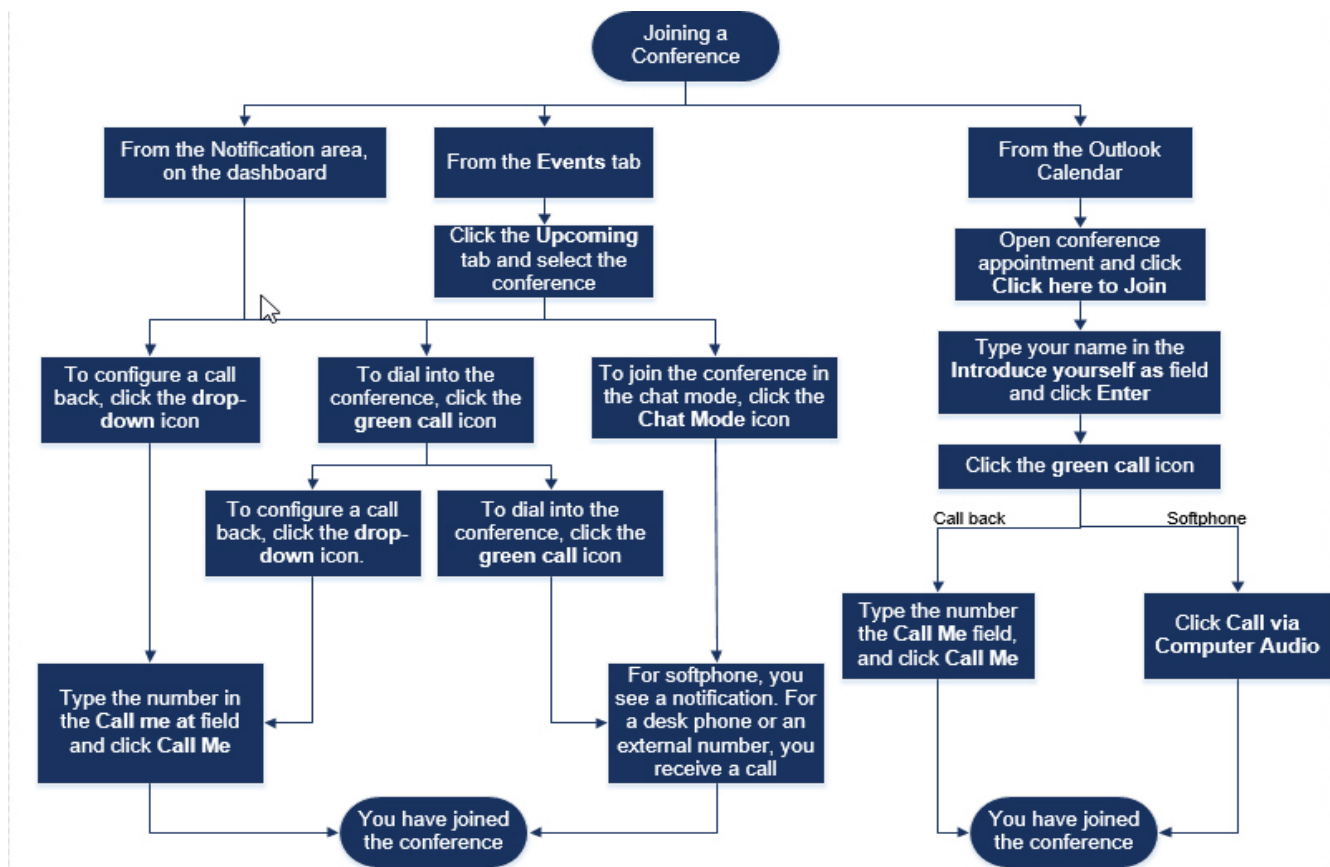 Joining a
Conference
From the Notification area,
on the dashboard
From the Events tab
From the Outlook
Calendar
Click the Upcoming
tab and select the
conference
Open conference
appointment and click
Click here to Join
Type your name in the
Introduce yourself as field
and click Enter
To configure a call
back, click the drop-
down icon
To dial into the
conference, click the
green call icon
To join the conference in
the chat mode, click the
Chat Mode icon
Click the green call icon
To configure a call
back, click the drop-
down icon.
To dial into the
conference, click the
green call icon
Call back
Softphone
Type the number
the Call Me field,
and click Call Me
Click Call via
Computer Audio
Type the number in
the Call me at field
and click Call Me
For softphone, you
see a notification. For
a desk phone or an
external number, you
receive a call
You have joined
the conference
You have joined
the conference